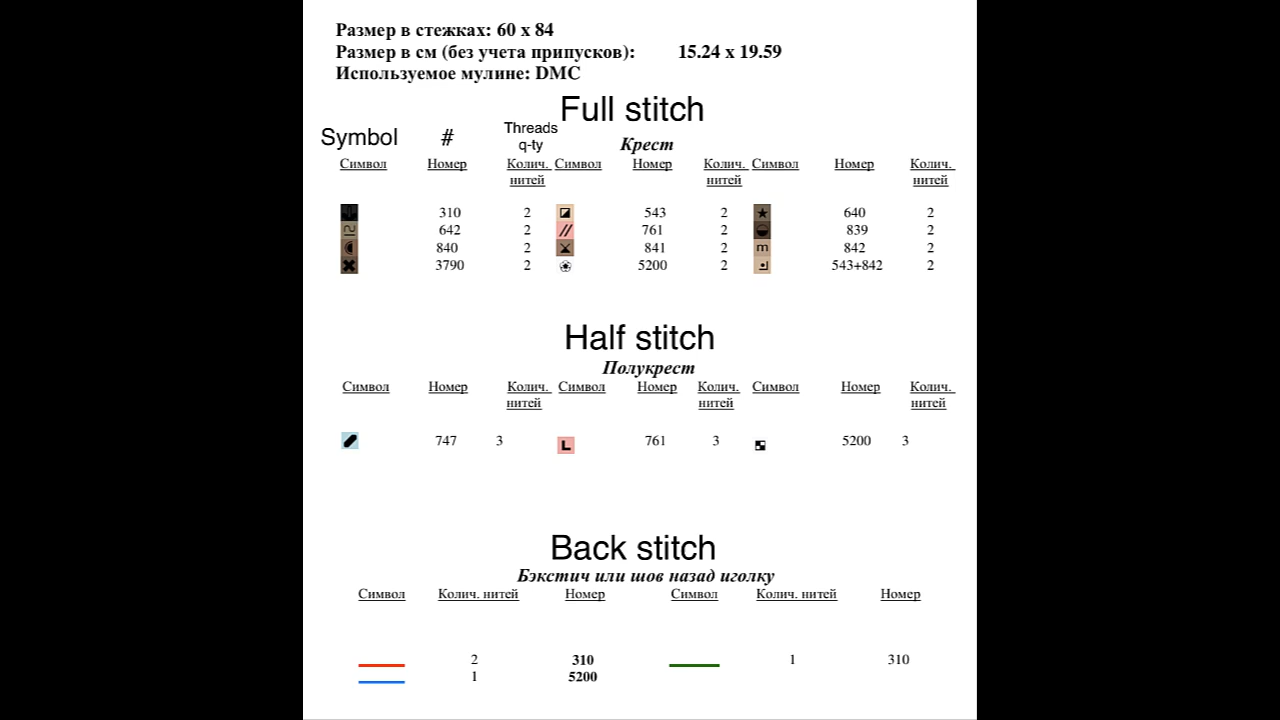 Размер в стежках: 60 x 84
Размер в см (без учета припусков): 15.24 x 19.59
Используемое мулине: DMC
Full stitch
Symbol # Threads q-ty
Крест
Символ Номер Колич. нитей Символ Номер Колич. нитей Символ Номер Колич. нитей
310 2 543 2 640 2
642 2 761 2 839 2
840 2 841 2 m 842 2
3790 2 5200 2 543+842 2
Half stitch
Полукрест
Символ Номер Колич. нитей Символ Номер Колич. нитей Символ Номер Колич. нитей
747 3 L 761 3 5200 3
Back stitch
Бэкстич или шов назад иголку
Символ Колич. нитей Номер Символ Колич. нитей Номер
2 310 1 310
1 5200